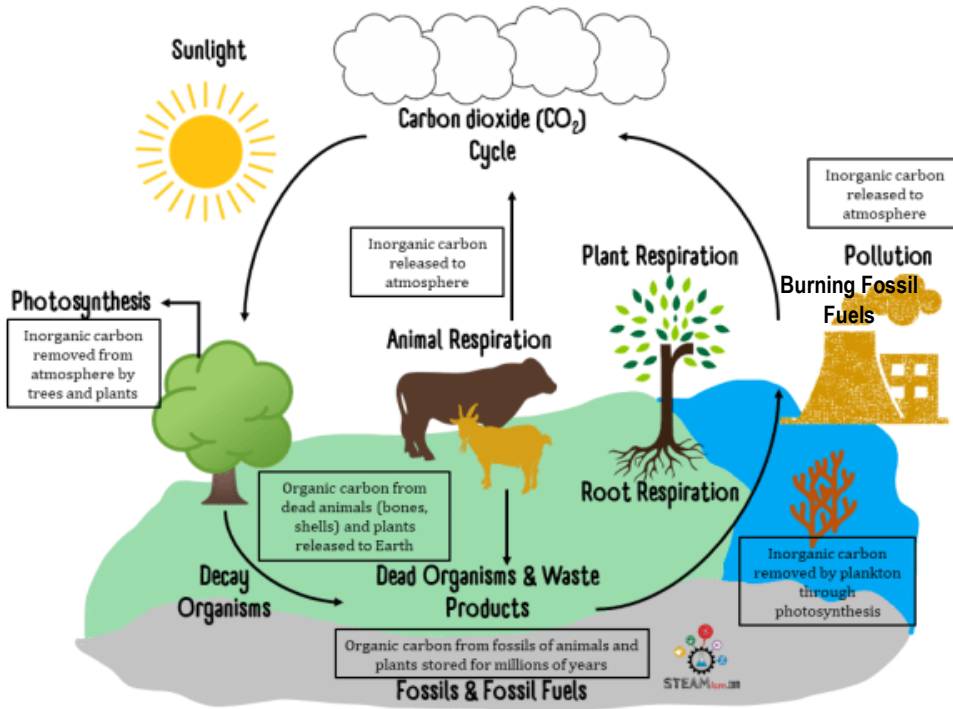 Sunlight
Carbon dioxide (CO₂)
Cycle
Inorganic carbon
released to
atmosphere
Pollution
Burning Fossil
Fuels
Plant Respiration
Inorganic carbon
released to
atmosphere
Animal Respiration
Photosynthesis
Inorganic carbon
removed from
atmosphere by
trees and plants
Root Respiration
Organic carbon from
dead animals (bones,
shells) and plants
released to Earth
Inorganic carbon
removed by plankton
through
photosynthesis
Decay
Organisms
Dead Organisms & Waste
Products
Organic carbon from fossils of animals and
plants stored for millions of years
Fossils & Fossil Fuels